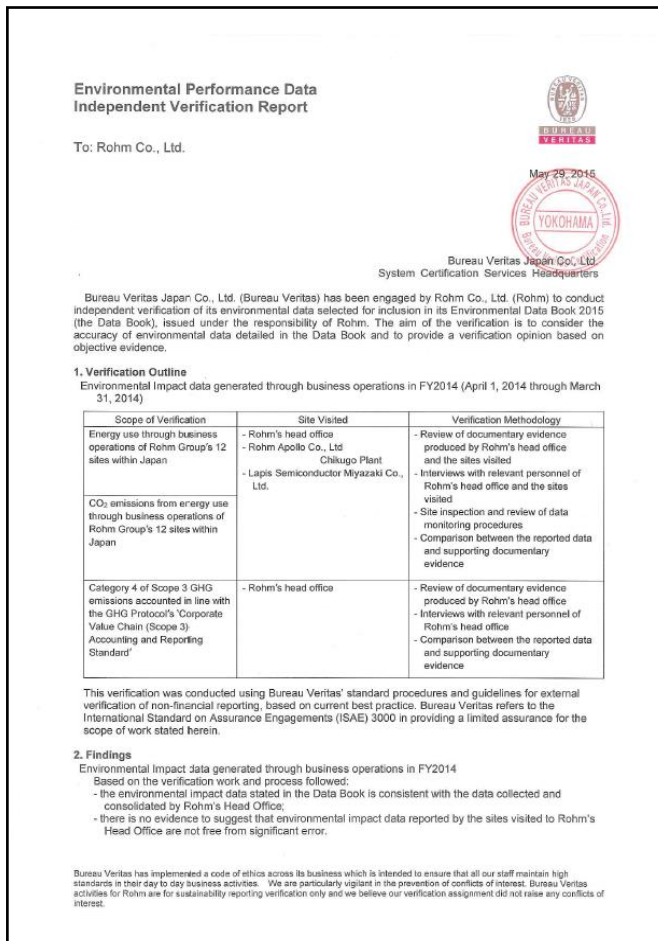 Environmental Performance Data
Independent Verification Report
To: Rohm Co., Ltd.
BUREAU
VERITAS
May 29, 2015
BUREAU VERITAS JAPAN Co., Ltd.
YOKOHAMA
Bureau Veritas Certification
Bureau Veritas Japan Co., Ltd.
System Certification Services Headquarters
Bureau Veritas Japan Co., Ltd. (Bureau Veritas) has been engaged by Rohm Co., Ltd. (Rohm) to conduct
independent verification of its environmental data selected for inclusion in its Environmental Data Book 2015
(the Data Book), issued under the responsibility of Rohm. The aim of the verification is to consider the
accuracy of environmental data detailed in the Data Book and to provide a verification opinion based on
objective evidence.
1. Verification Outline
Environmental Impact data generated through business operations in FY2014 (April 1, 2014 through March
31, 2014)
Scope of Verification
Site Visited
Verification Methodology
Energy use through business
operations of Rohm Group's 12
sites within Japan
CO2 emissions from energy use
through business operations of
Rohm Group's 12 sites within
Japan
- Rohm's head office
- Rohm Apollo Co., Ltd
Chikugo Plant
- Lapis Semiconductor Miyazaki Co.,
Ltd.
- Review of documentary evidence
produced by Rohm's head office
and the sites visited
- Interviews with relevant personnel of
Rohm's head office and the sites
visited
- Site inspection and review of data
monitoring procedures
- Comparison between the reported data
and supporting documentary
evidence
Category 4 of Scope 3 GHG
emissions accounted in line with
the GHG Protocol's 'Corporate
Value Chain (Scope 3)
Accounting and Reporting
Standard'
- Rohm's head office
- Review of documentary evidence
produced by Rohm's head office
- Interviews with relevant personnel of
Rohm's head office
- Comparison between the reported data
and supporting documentary
evidence
This verification was conducted using Bureau Veritas' standard procedures and guidelines for external
verification of non-financial reporting, based on current best practice. Bureau Veritas refers to the
International Standard on Assurance Engagements (ISAE) 3000 in providing a limited assurance for the
scope of work stated herein.
2. Findings
Environmental Impact data generated through business operations in FY2014
Based on the verification work and process followed:
- the environmental impact data stated in the Data Book is consistent with the data collected and
consolidated by Rohm's Head Office;
- there is no evidence to suggest that environmental impact data reported by the sites visited to Rohm's
Head Office are not free from significant error.
Bureau Veritas has implemented a code of ethics across its business which is intended to ensure that all our staff maintain high
standards in their day to day business activities. We are particularly vigilant in the prevention of conflicts of interest. Bureau Veritas
activities for Rohm are for sustainability reporting verification only and we believe our verification assignment did not raise any conflicts of
interest.